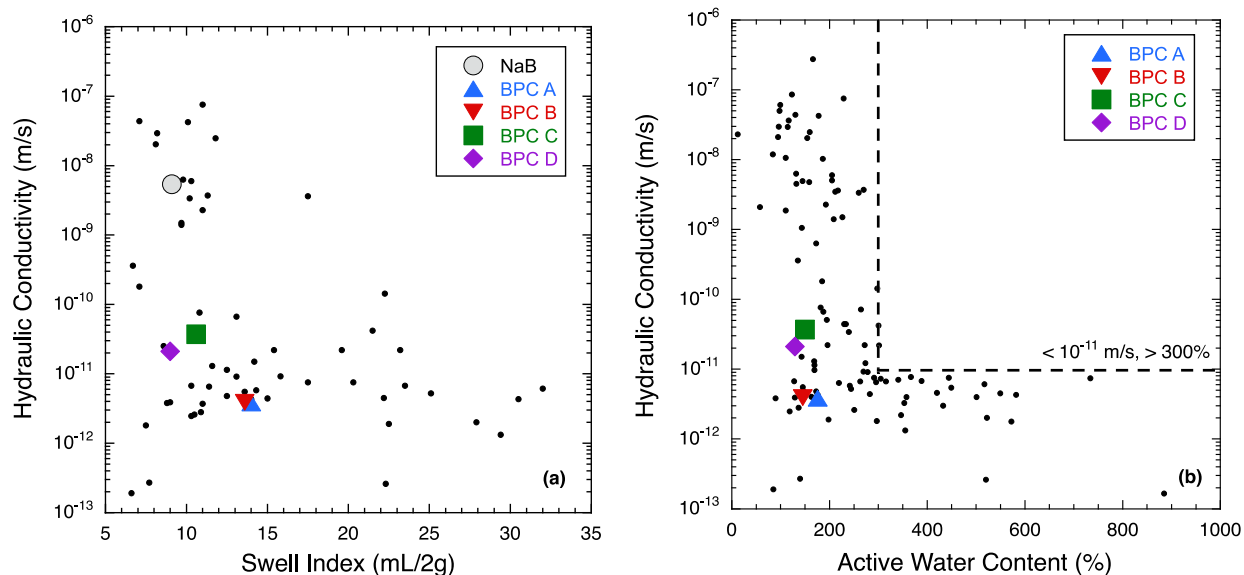 10⁻⁶
10⁻⁷
10⁻⁸
10⁻⁹
10⁻¹⁰
10⁻¹¹
10⁻¹²
10⁻¹³
Hydraulic Conductivity (m/s)
NaB
BPC A
BPC B
BPC C
BPC D
(a)
5 10 15 20 25 30 35
Swell Index (mL/2g)
10⁻⁶
10⁻⁷
10⁻⁸
10⁻⁹
10⁻¹⁰
10⁻¹¹
10⁻¹²
10⁻¹³
Hydraulic Conductivity (m/s)
BPC A
BPC B
BPC C
BPC D
< 10⁻¹¹ m/s, > 300%
(b)
0 200 400 600 800 1000
Active Water Content (%)